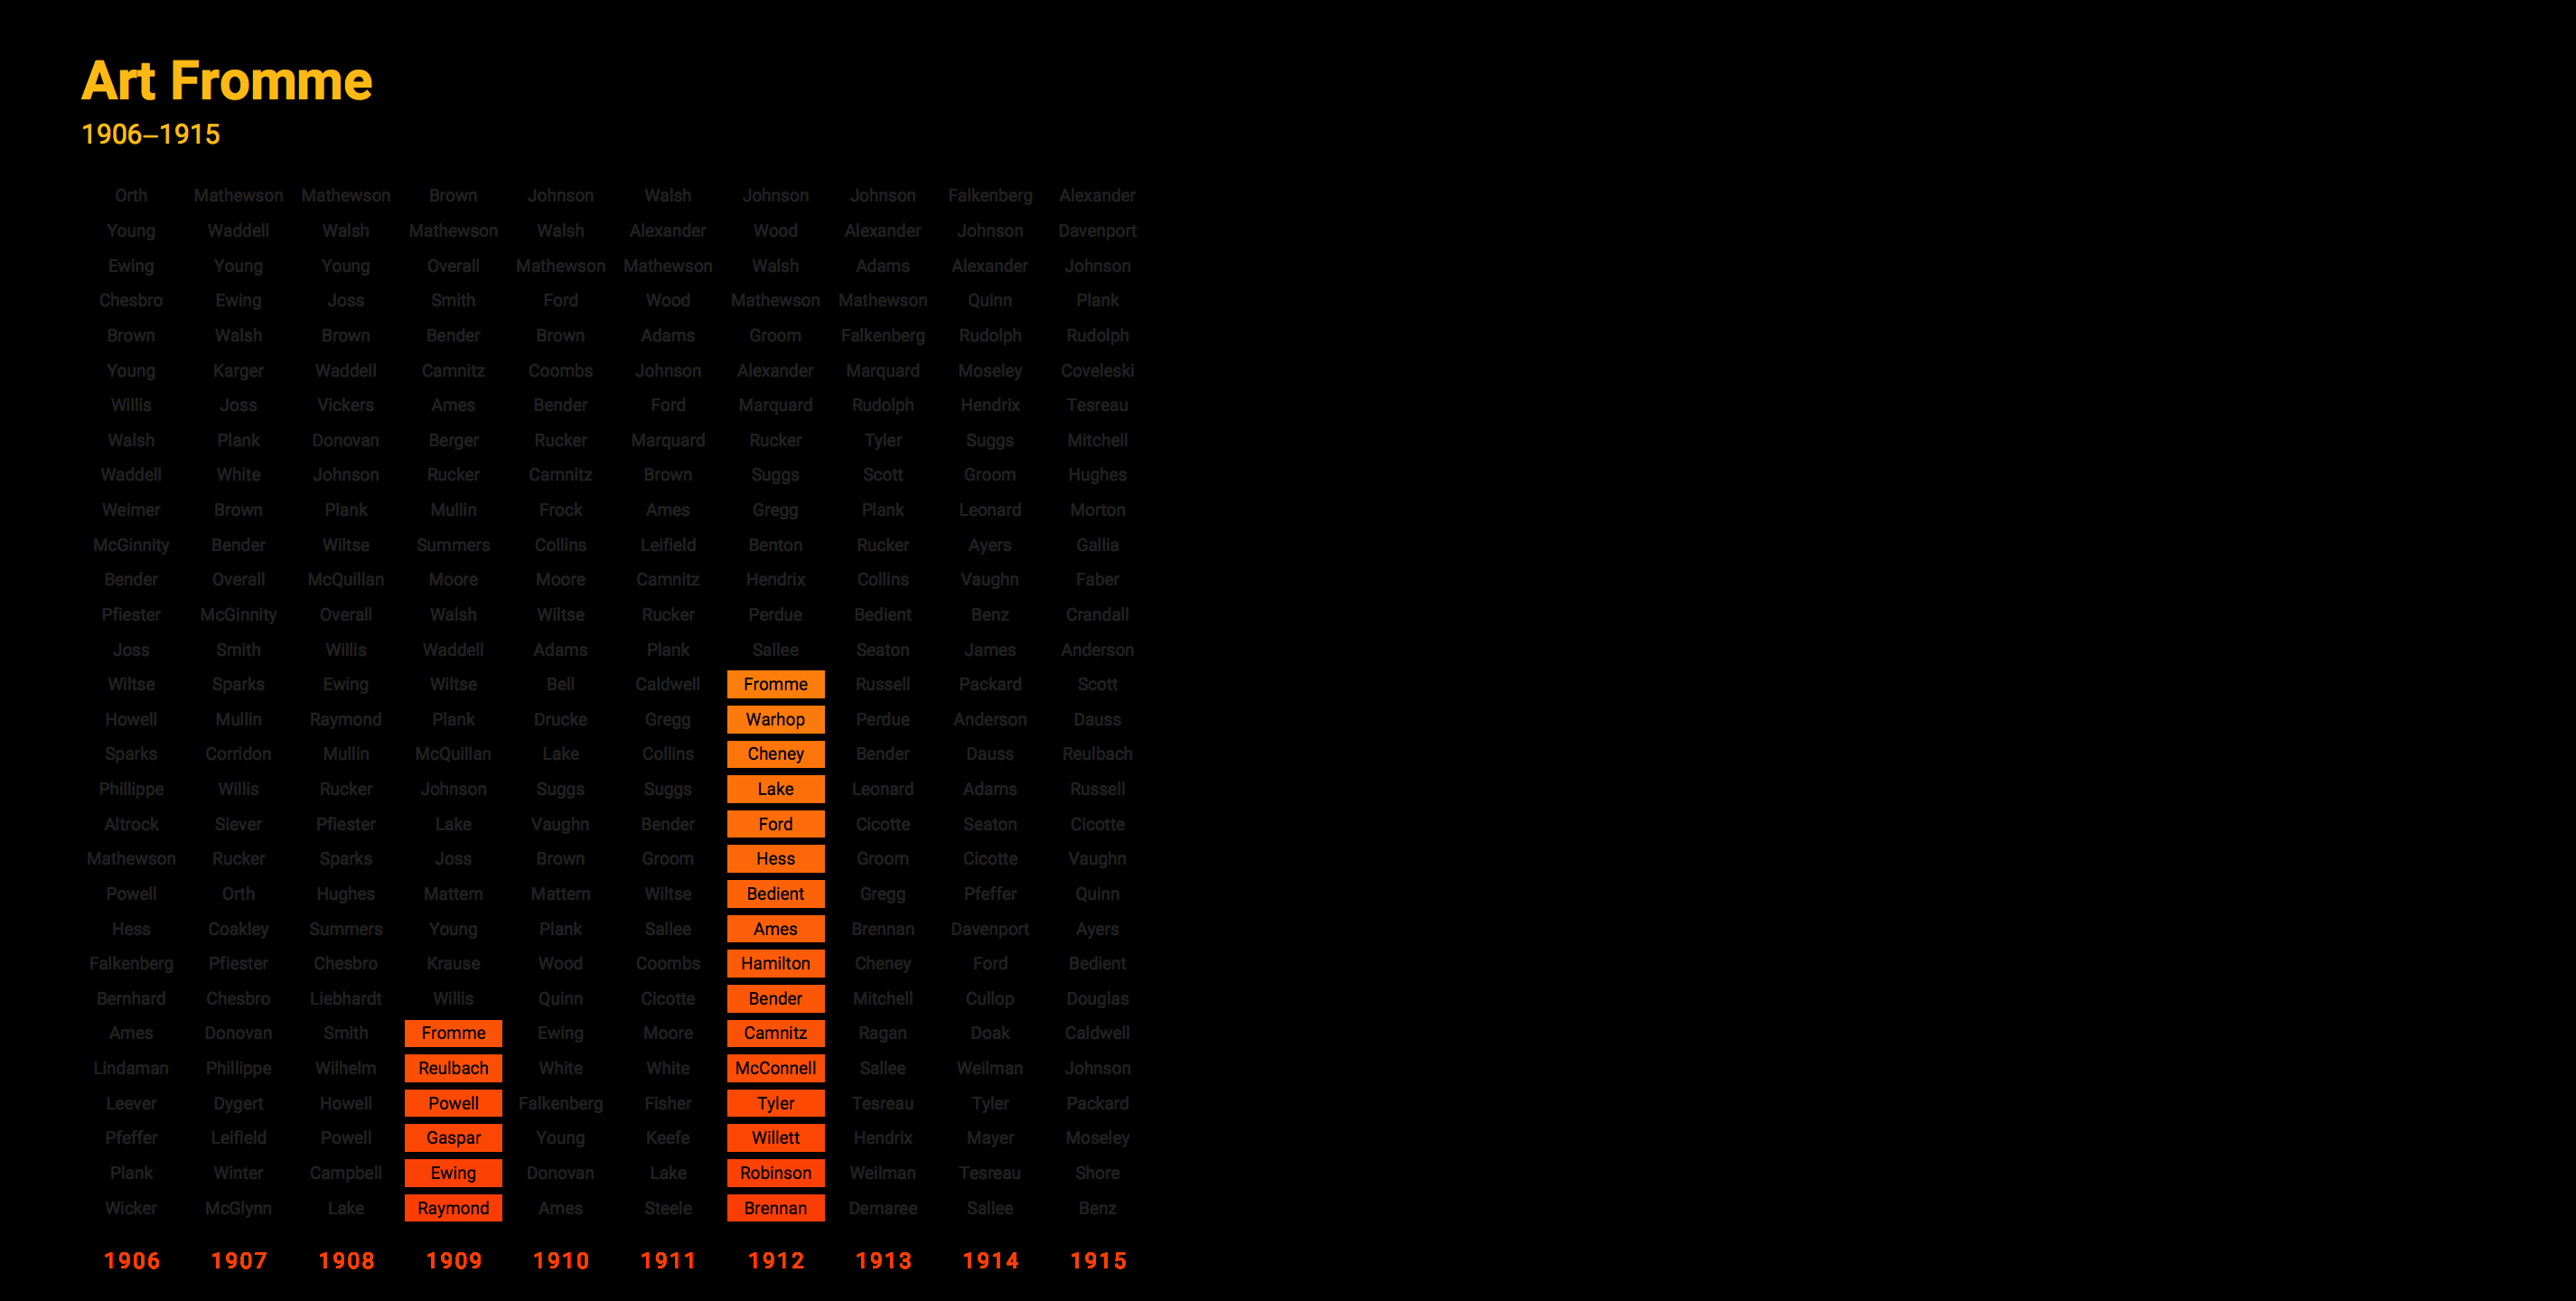 Art Fromme
1906–1915
Orth Mathewson Mathewson Brown Johnson Walsh Johnson Johnson Falkenberg Alexander
Young Waddell Walsh Mathewson Walsh Alexander Wood Alexander Johnson Davenport
Ewing Young Young Overall Mathewson Mathewson Walsh Adams Alexander Johnson
Chesbro Ewing Joss Smith Ford Wood Mathewson Mathewson Quinn Plank
Brown Walsh Brown Bender Brown Adams Groom Falkenberg Rudolph Rudolph
Young Karger Waddell Camnitz Coombs Johnson Alexander Marquard Moseley Coveleski
Willis Joss Vickers Ames Bender Ford Marquard Rudolph Hendrix Tesreau
Walsh Plank Donovan Berger Rucker Marquard Rucker Tyler Suggs Mitchell
Waddell White Johnson Rucker Camnitz Brown Suggs Scott Groom Hughes
Weimer Brown Plank Mullin Frock Ames Gregg Plank Leonard Morton
McGinnity Bender Wiltse Summers Collins Leifield Benton Rucker Ayers Gallia
Bender Overall McQuillan Moore Moore Camnitz Hendrix Collins Vaughn Faber
Pfiester McGinnity Overall Walsh Wiltse Rucker Perdue Bedient Benz Crandall
Joss Smith Willis Waddell Adams Plank Sallee Seaton James Anderson
Wiltse Sparks Ewing Wiltse Bell Caldwell Fromme Russell Packard Scott
Howell Mullin Raymond Plank Drucke Gregg Warhop Perdue Anderson Dauss
Sparks Corridon Mullin McQuillan Lake Collins Cheney Bender Dauss Reulbach
Phillippe Willis Rucker Johnson Suggs Suggs Lake Leonard Adams Russell
Altrock Siever Pfiester Lake Vaughn Bender Ford Cicotte Seaton Cicotte
Mathewson Rucker Sparks Joss Brown Groom Hess Groom Cicotte Vaughn
Powell Orth Hughes Mattern Mattern Wiltse Bedient Gregg Pfeffer Quinn
Hess Coakley Summers Young Plank Sallee Ames Brennan Davenport Ayers
Falkenberg Pfiester Chesbro Krause Wood Coombs Hamilton Cheney Ford Bedient
Bernhard Chesbro Liebhardt Willis Quinn Cicotte Bender Mitchell Cullop Douglas
Ames Donovan Smith Fromme Ewing Moore Camnitz Ragan Doak Caldwell
Lindaman Phillippe Wilhelm Reulbach White White McConnell Sallee Weilman Johnson
Leever Dygert Howell Powell Falkenberg Fisher Tyler Tesreau Tyler Packard
Pfeffer Leifield Powell Gaspar Young Keefe Willett Hendrix Mayer Moseley
Plank Winter Campbell Ewing Donovan Lake Robinson Weilman Tesreau Shore
Wicker McGlynn Lake Raymond Ames Steele Brennan Demaree Sallee Benz
1906 1907 1908 1909 1910 1911 1912 1913 1914 1915